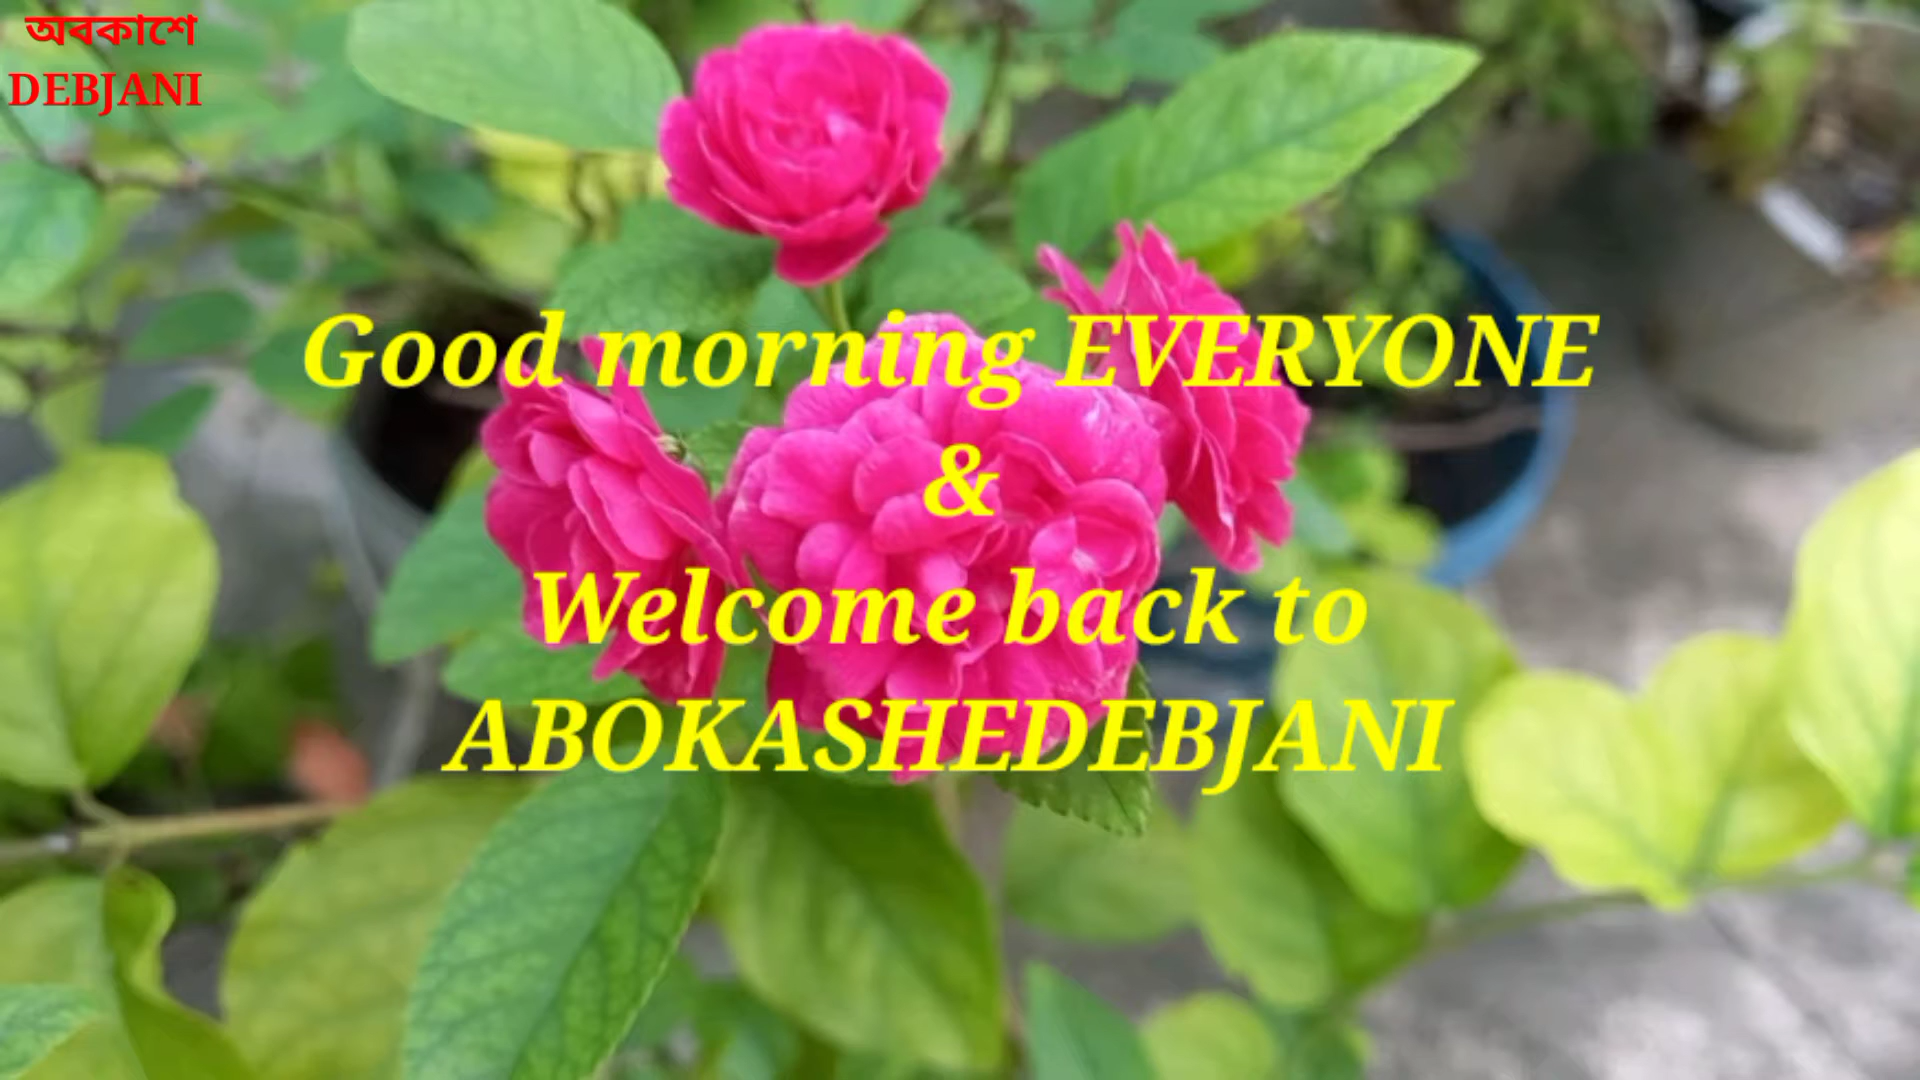 অবকাশে
DEBJANI
Good morning EVERYONE
&
Welcome back to
ABOKASHEDEBJANI